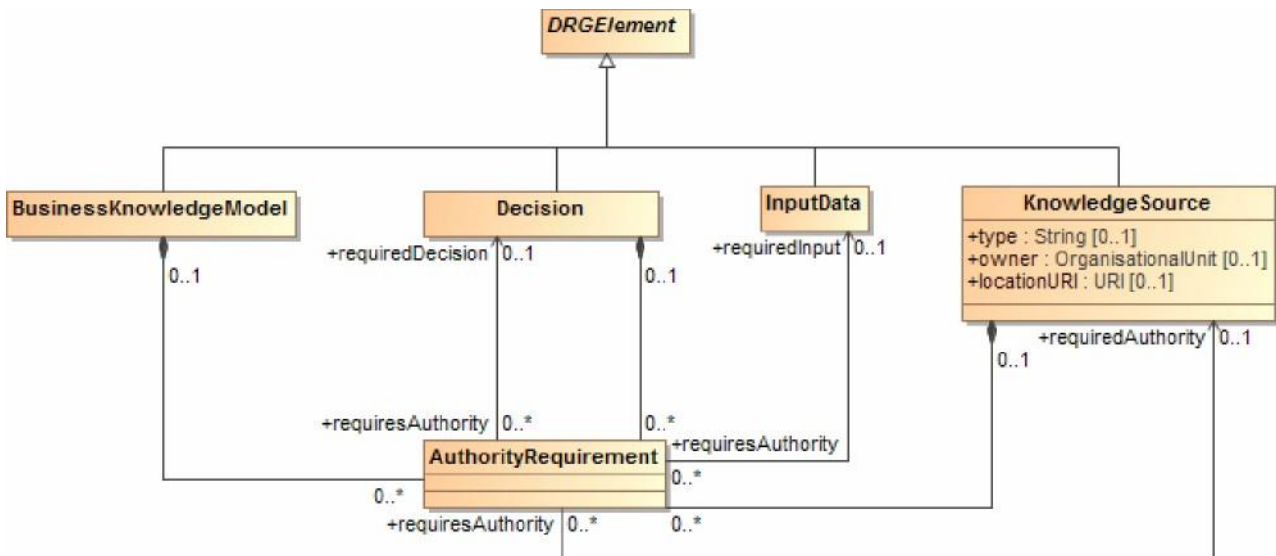 DRGElement
BusinessKnowledgeModel
Decision
InputData
KnowledgeSource
+type : String [0..1]
+owner : OrganisationalUnit [0..1]
+locationURI : URI [0..1]
+requiredDecision
0..1
0..1
0..1
+requiredInput
0..1
+requiredAuthority
0..1
0..1
+requiresAuthority
0..*
0..*
+requiresAuthority
AuthorityRequirement
0..*
0..*
+requiresAuthority
0..*
0..*